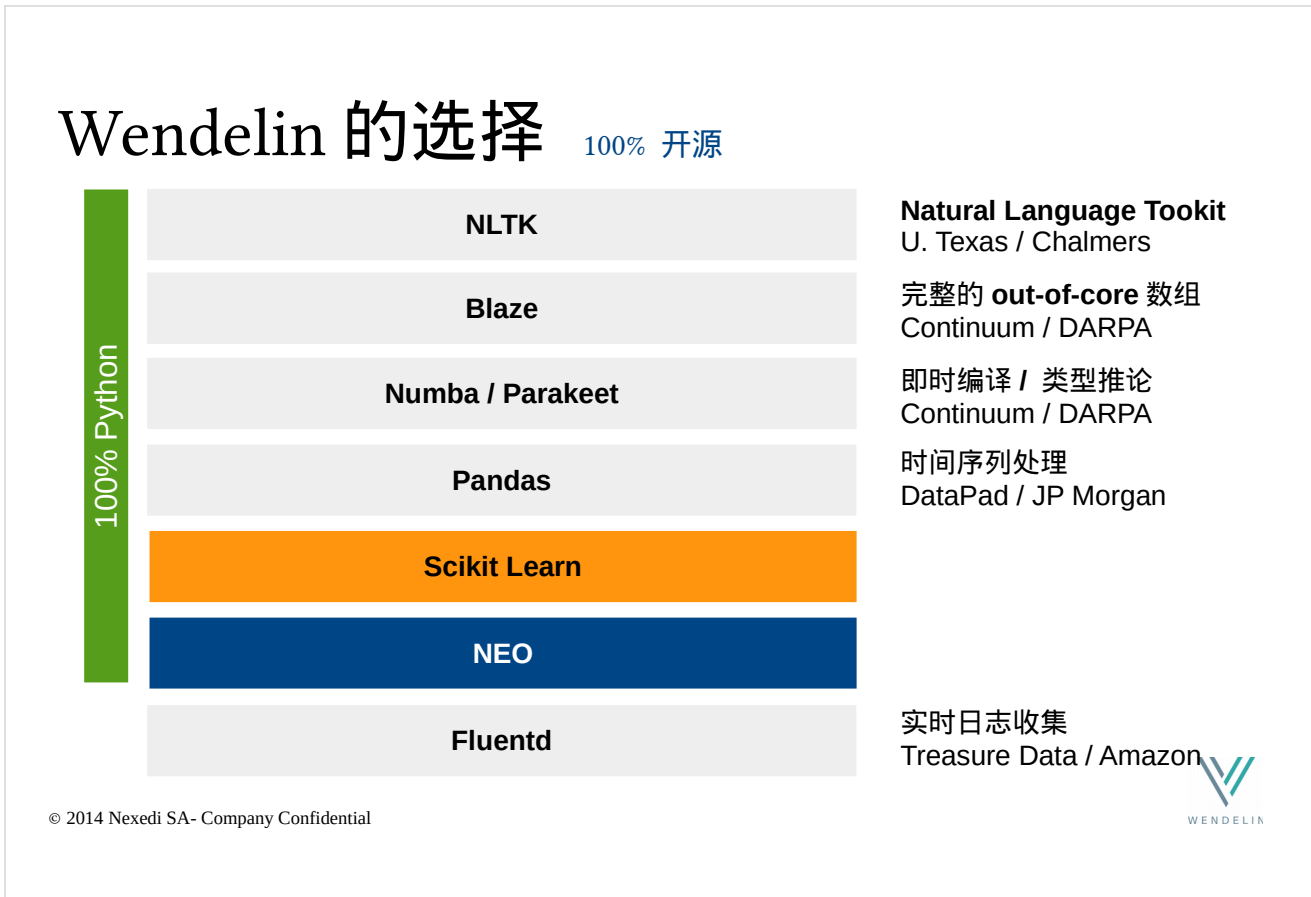 Wendelin 的选择 100% 开源
100% Python
NLTK
Natural Language Tookit
U. Texas / Chalmers
Blaze
完整的 out-of-core 数组
Continuum / DARPA
Numba / Parakeet
即时编译 / 类型推论
Continuum / DARPA
Pandas
时间序列处理
DataPad / JP Morgan
Scikit Learn
NEO
Fluentd
实时日志收集
Treasure Data / Amazon
© 2014 Nexedi SA- Company Confidential
WENDELIN